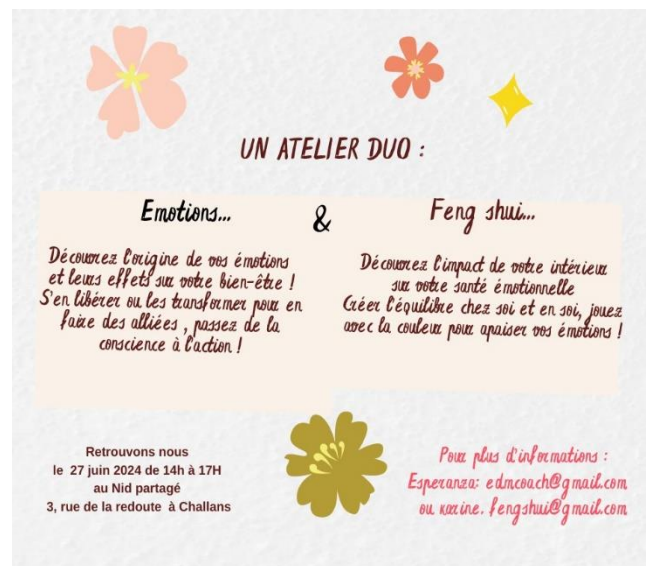 UN ATELIER DUO :
Emotions...
Découvrez l'origine de vos émotions
et leurs effets sur votre bien-être !
S'en libérer ou les transformer pour en
faire des alliées , passez de la
conscience à l'action !
&
Feng shui...
Découvrez l'impact de votre intérieur
sur votre santé émotionnelle
Créer l'équilibre chez soi et en soi, jouez
avec la couleur pour apaiser vos émotions !
Retrouvons nous
le 27 juin 2024 de 14h à 17H
au Nid partagé
3, rue de la redoute à Challans
Pour plus d'informations :
Esperanza: edmcoach@gmail.com
ou karine. fengshui@gmail.com